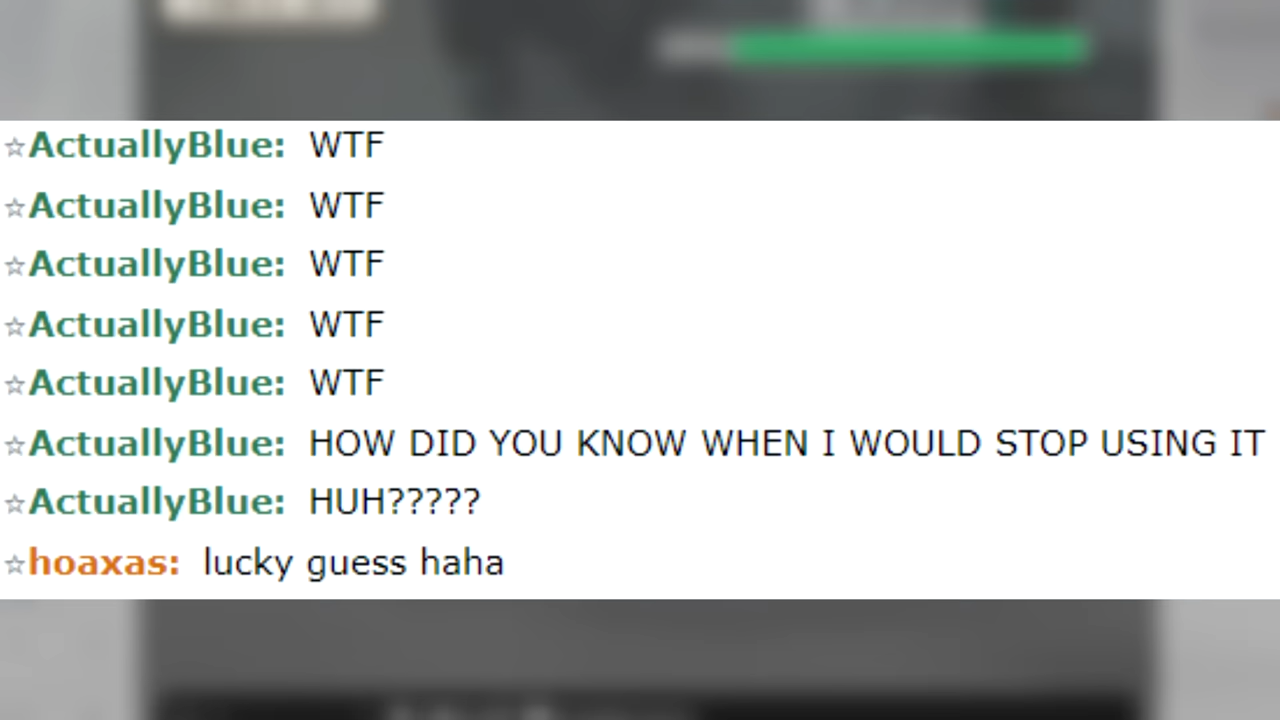 ☆ActuallyBlue: WTF
☆ActuallyBlue: WTF
☆ActuallyBlue: WTF
☆ActuallyBlue: WTF
☆ActuallyBlue: WTF
☆ActuallyBlue: HOW DID YOU KNOW WHEN I WOULD STOP USING IT
☆ActuallyBlue: HUH?????
☆hoaxas: lucky guess haha